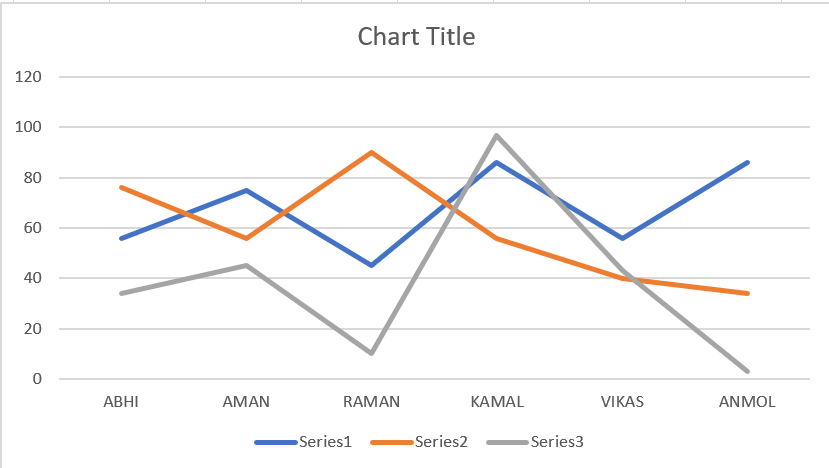 Chart Title
120
100
80
60
40
20
0
ABHI AMAN RAMAN KAMAL VIKAS ANMOL
Series1 Series2 Series3